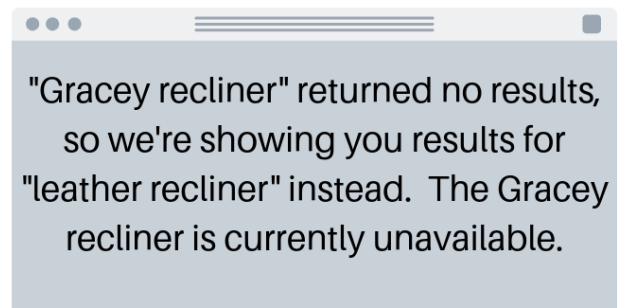 "Gracey recliner" returned no results,
so we're showing you results for
"leather recliner" instead.  The Gracey
recliner is currently unavailable.